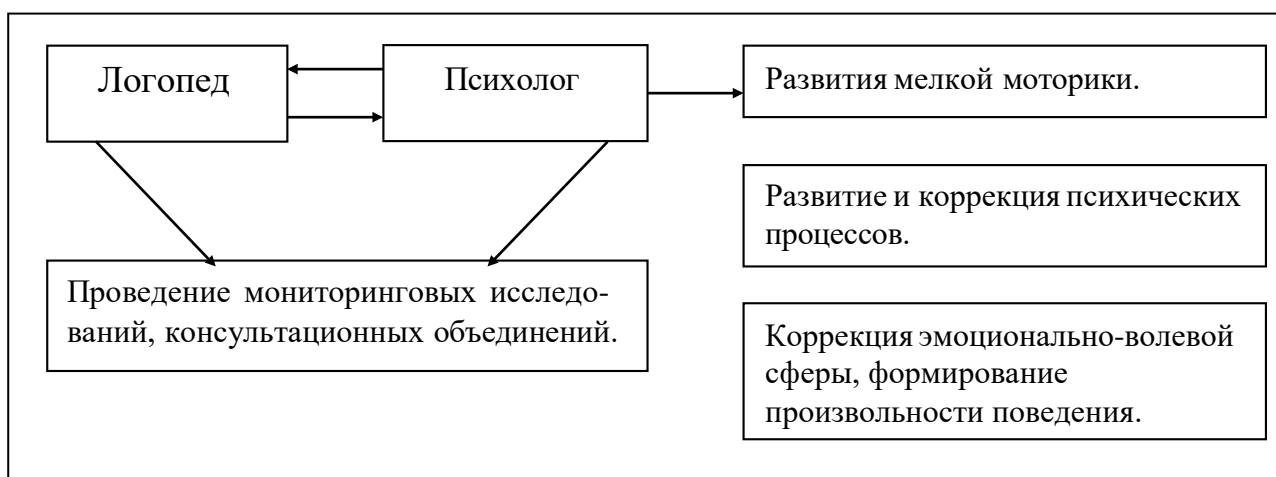 Логопед
Психолог
Развития мелкой моторики.
Развитие и коррекция психических
процессов.
Проведение мониторинговых исследо-
ваний, консультационных объединений.
Коррекция эмоционально-волевой
сферы, формирование
произвольности поведения.